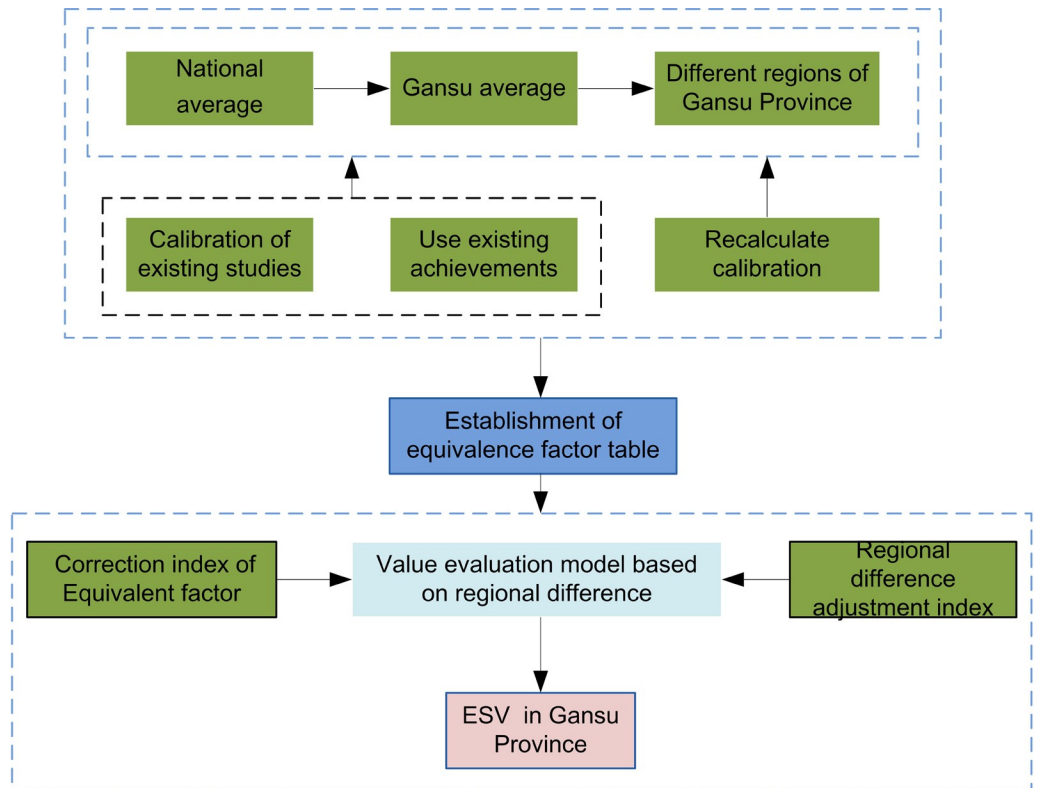 National
average
Gansu average
Different regions of
Gansu Province
Calibration of
existing studies
Use existing
achievements
Recalculate
calibration
Establishment of
equivalence factor table
Correction index of
Equivalent factor
Value evaluation model based
on regional difference
Regional
difference
adjustment index
ESV in Gansu
Province